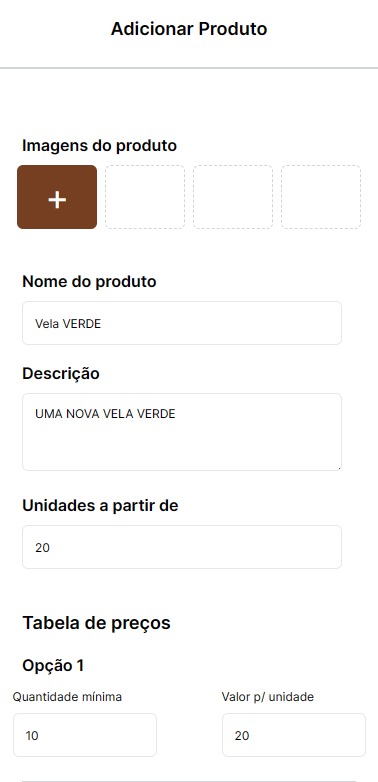 Adicionar Produto
Imagens do produto
+
Nome do produto
Vela VERDE
Descrição
UMA NOVA VELA VERDE
Unidades a partir de
20
Tabela de preços
Opção 1
Quantidade mínima Valor p/ unidade
10 20